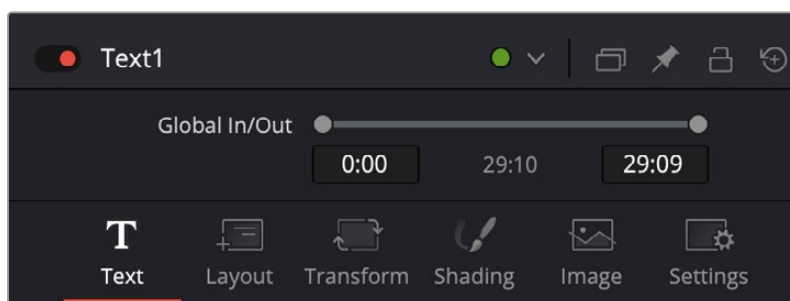 Text1
Global In/Out
0:00 29:10 29:09
T
Text Layout Transform Shading Image Settings